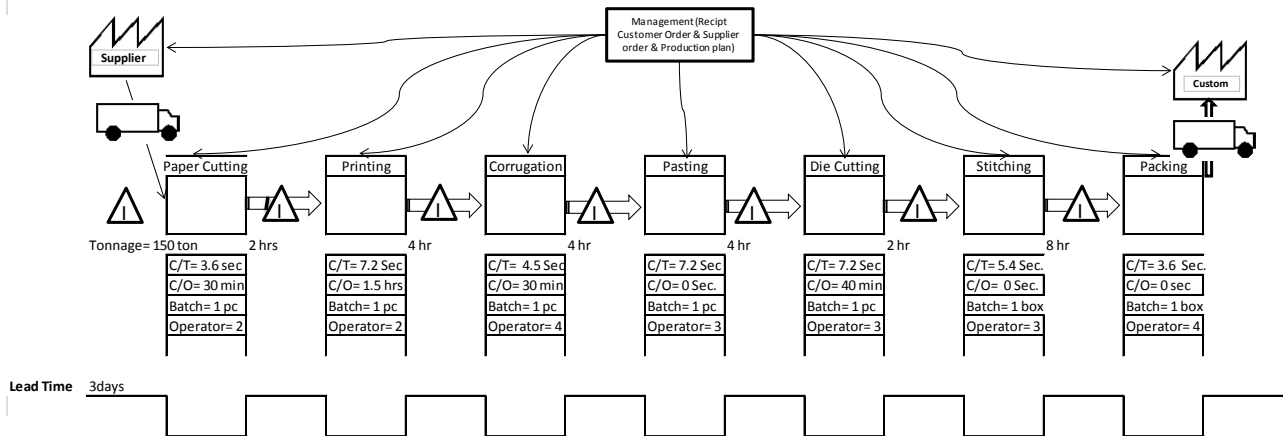 Management (Recipt
Customer Order & Supplier
order & Production plan)
Supplier
Custom
Paper Cutting
Printing
Corrugation
Pasting
Die Cutting
Stitching
Packing
I
I
I
I
I
I
I
Tonnage= 150 ton
2 hrs
4 hr
4 hr
4 hr
2 hr
8 hr
C/T= 3.6 sec
C/O= 30 min
Batch= 1 pc
Operator= 2
C/T= 7.2 Sec
C/O= 1.5 hrs
Batch= 1 pc
Operator= 2
C/T= 4.5 Sec
C/O= 30 min
Batch= 1 pc
Operator= 4
C/T= 7.2 Sec
C/O= 0 Sec.
Batch= 1 pc
Operator= 3
C/T= 7.2 Sec
C/O= 40 min
Batch= 1 pc
Operator= 3
C/T= 5.4 Sec.
C/O= 0 Sec.
Batch= 1 box
Operator= 3
C/T= 3.6 Sec.
C/O= 0 sec
Batch= 1 box
Operator= 4
Lead Time
3days